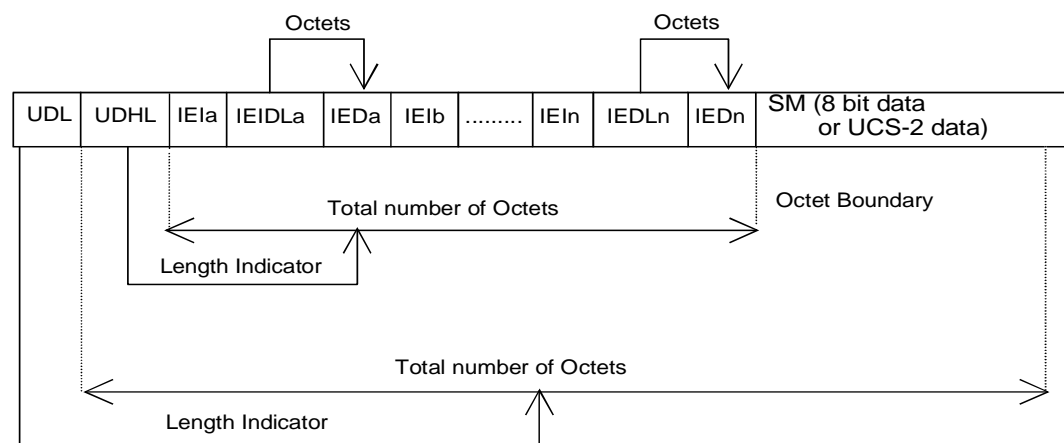 Octets Octets
UDL UDHL IEIa IEIDLa IEDa IEIb ......... IEIn IEDLn IEDn SM (8 bit data
or UCS-2 data)
Total number of Octets Octet Boundary
Length Indicator
Total number of Octets
Length Indicator